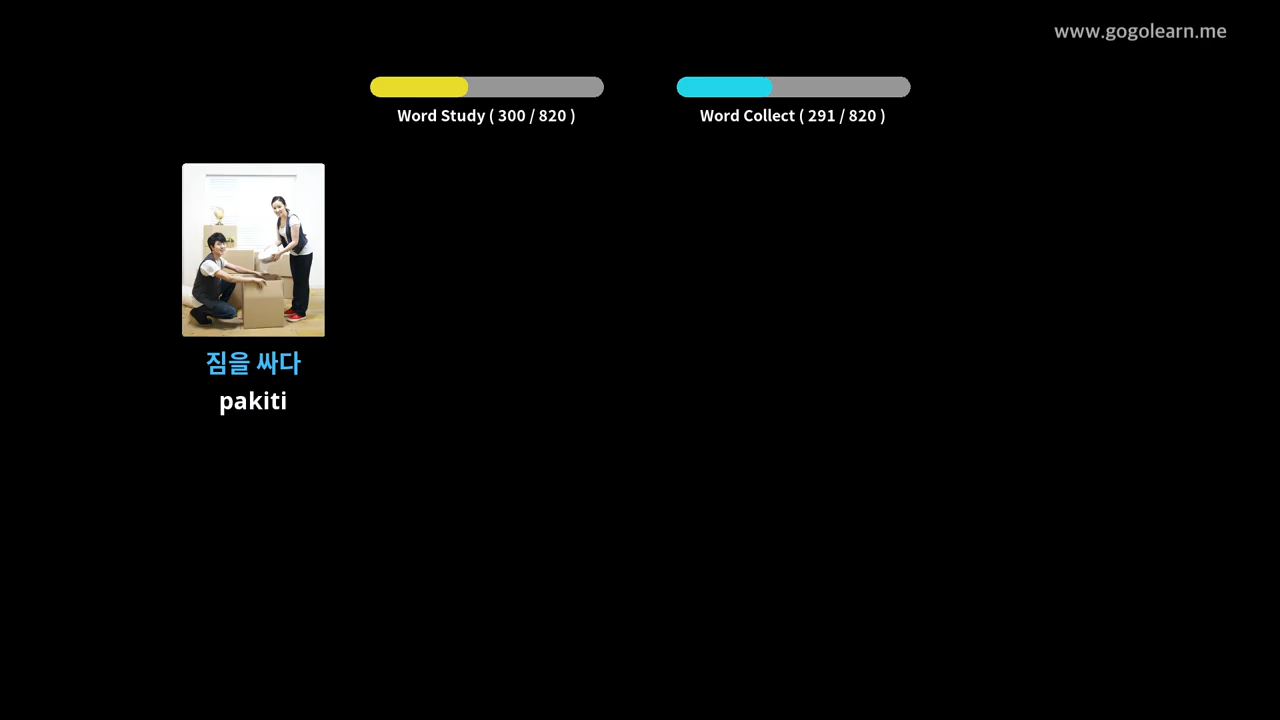 www.gogolearn.me
Word Study ( 300 / 820 )
Word Collect ( 291 / 820 )
짐을 싸다
pakiti